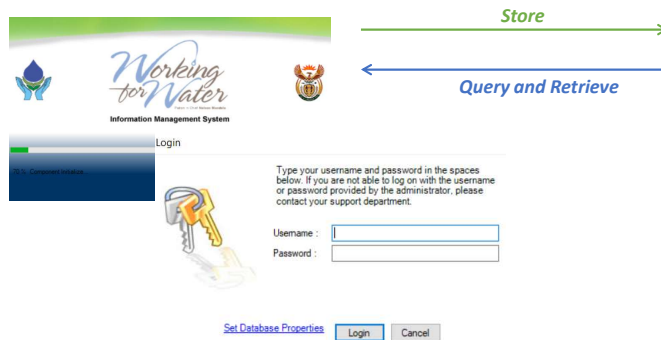 Store
Query and Retrieve
Working
for Water
Information Management System
Login
Type your username and password in the spaces
below. If you are not able to log on with the username
or password provided by the administrator, please
contact your support department.
Username :
Password :
Set Database Properties
Login
Cancel